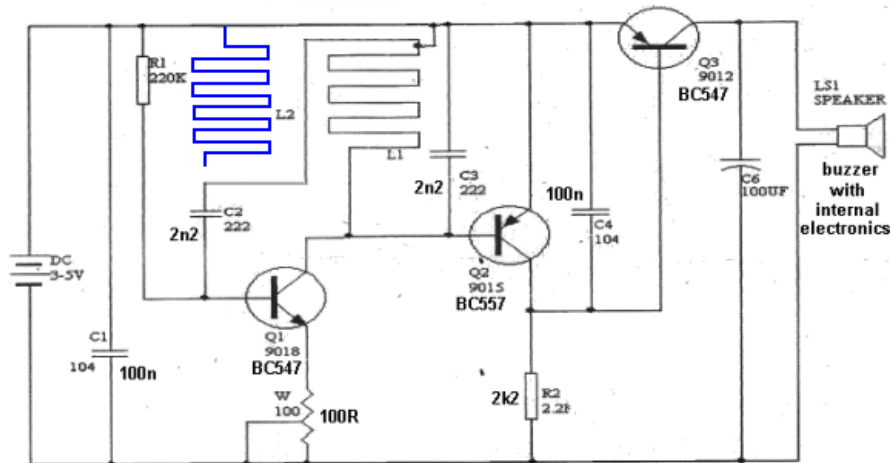 R1
220K
L2
L1
C2
222
2n2
C3
222
2n2
Q3
9012
BC547
LS1
SPEAKER
buzzer
with
internal
electronics
C6
100UF
100n
C4
104
Q2
9015
BC557
DC
3-5V
C1
104
100n
Q1
9018
BC547
W
100
100R
2k2
R2